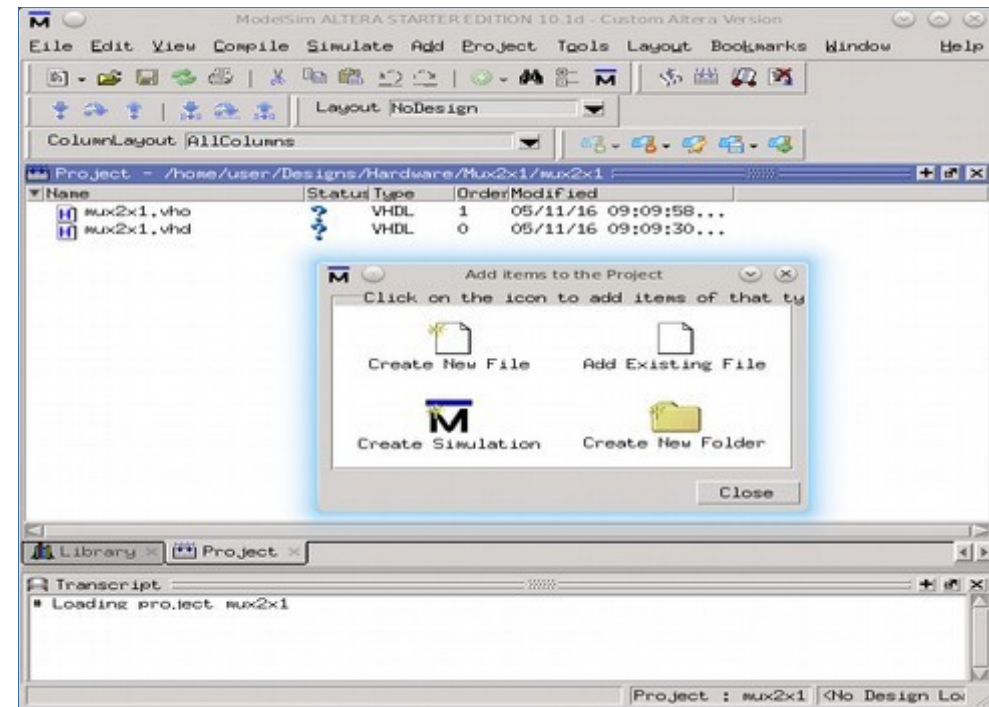 ModelSim ALTERA STARTER EDITION 10.1d - Custom Altera Version
File Edit View Compile Simulate Add Project Tools Layout Bookmarks Window Help
Layout NoDesign
ColumnLayout AllColumns
Project - /home/user/Designs/Hardware/Mux2x1/mux2x1
Name Status Type Order Modified
mux2x1.vho ? VHDL 1 05/11/16 09:09:58...
mux2x1.vhd ? VHDL 0 05/11/16 09:09:30...
Add items to the Project
Click on the icon to add items of that ty
Create New File Add Existing File
Create Simulation Create New Folder
Close
Library Project
Transcript
# Loading project mux2x1
Project : mux2x1 <No Design Loa